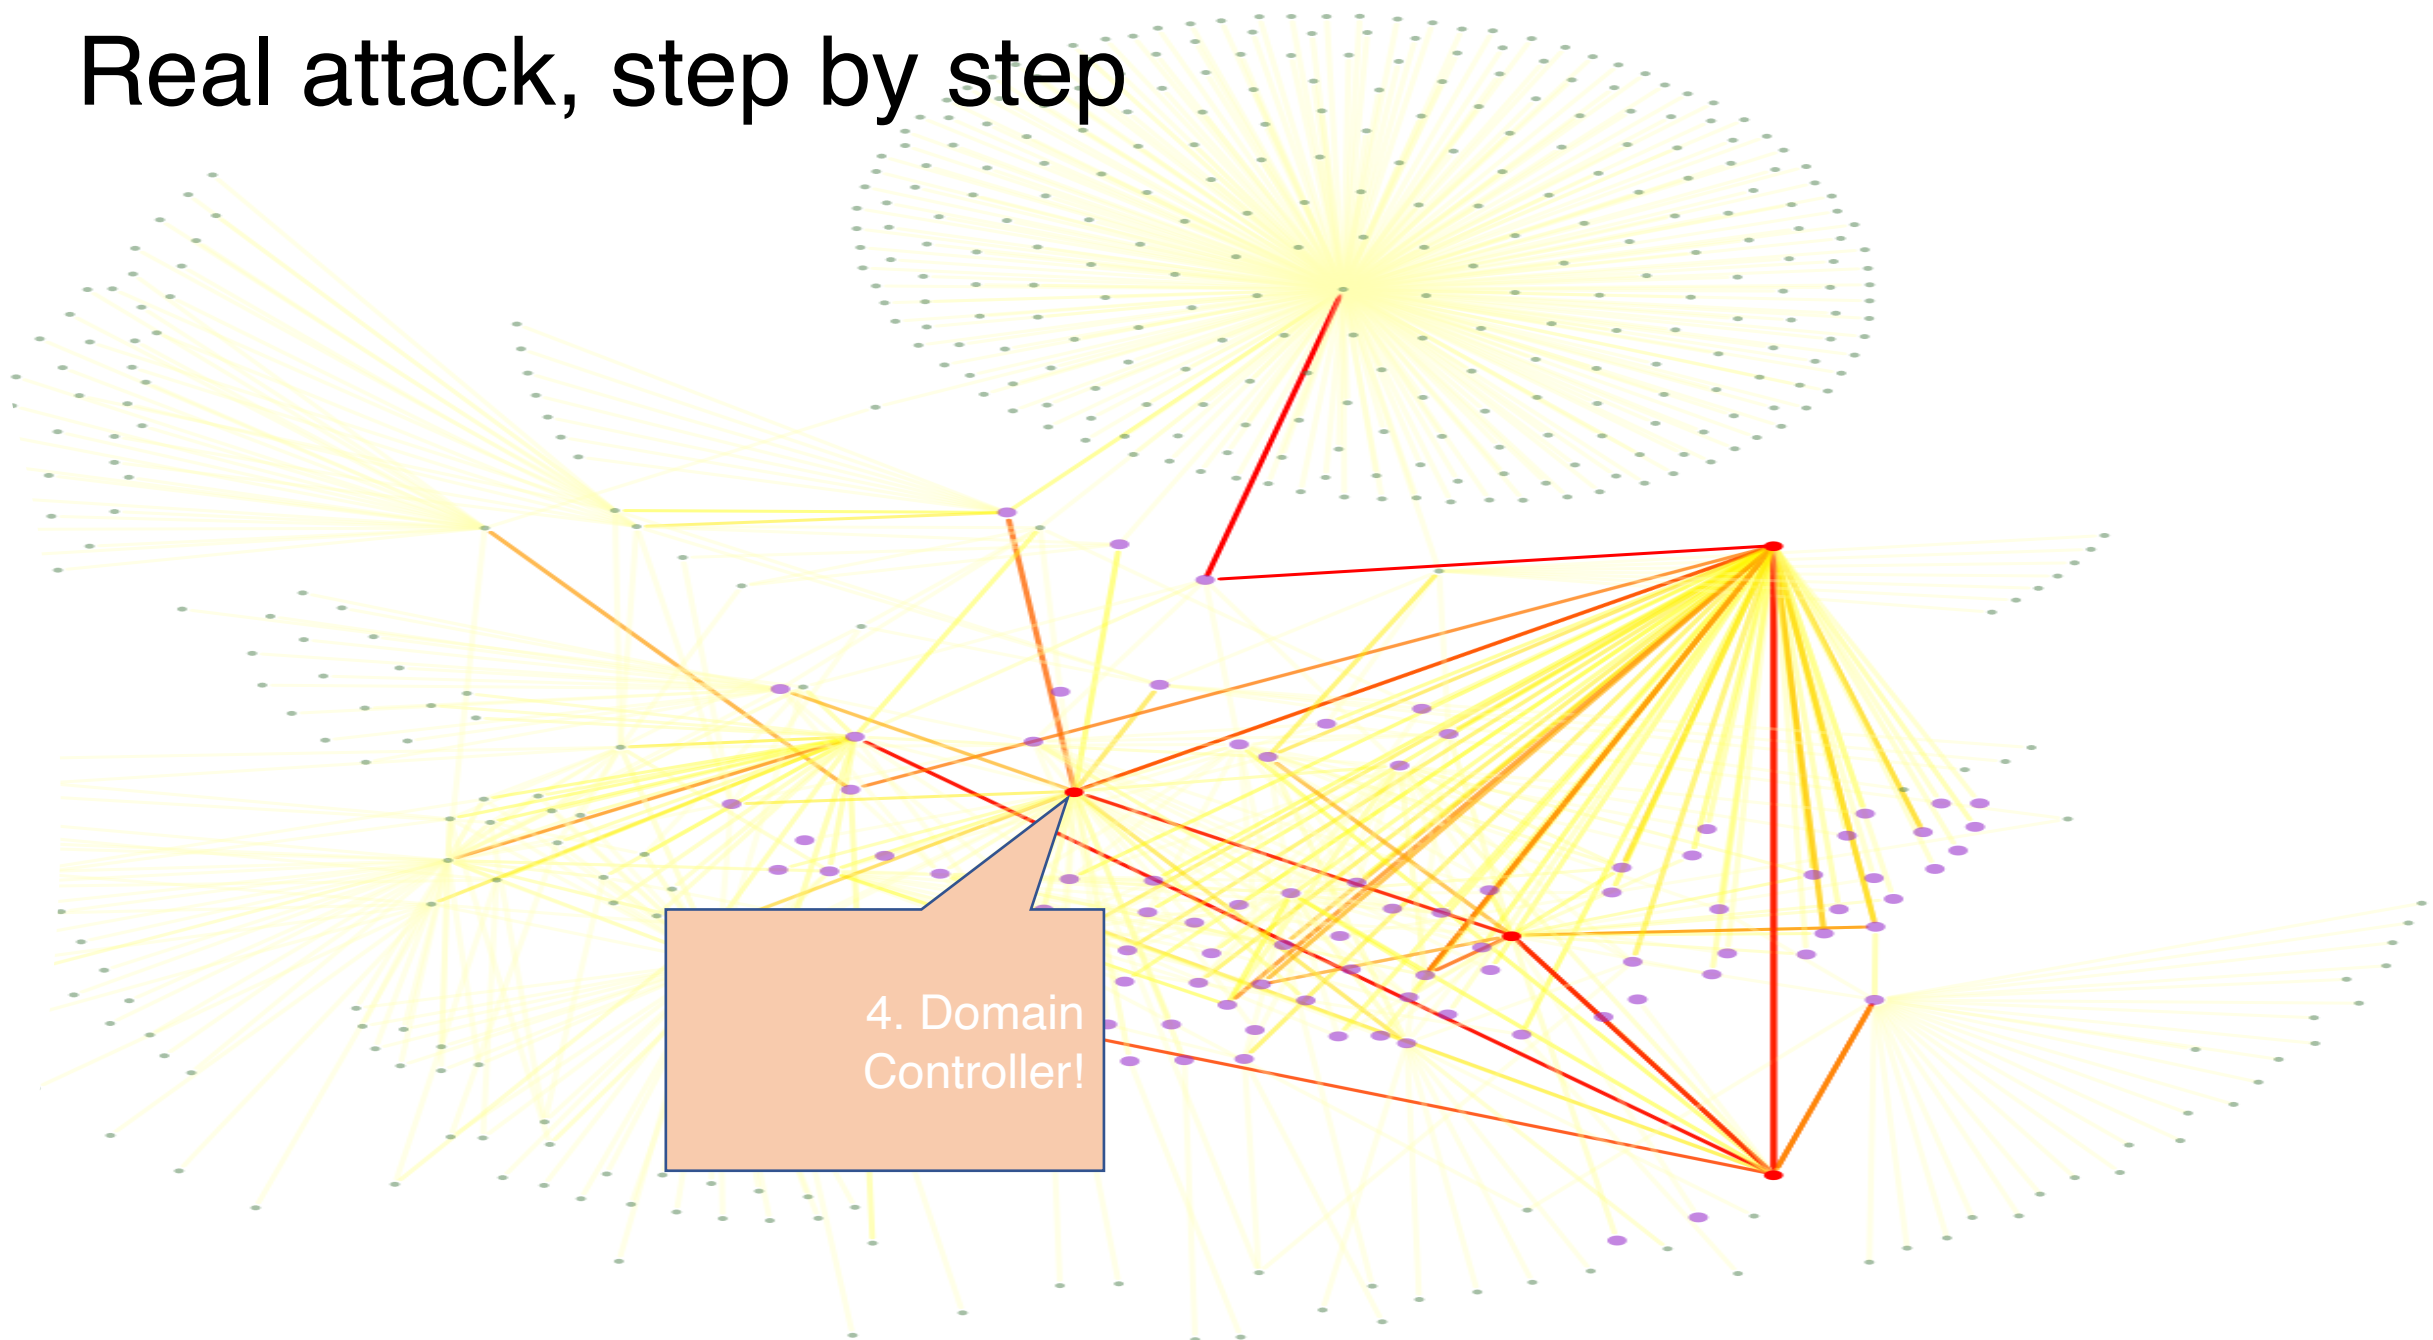 Real attack, step by step
4. Domain
Controller!